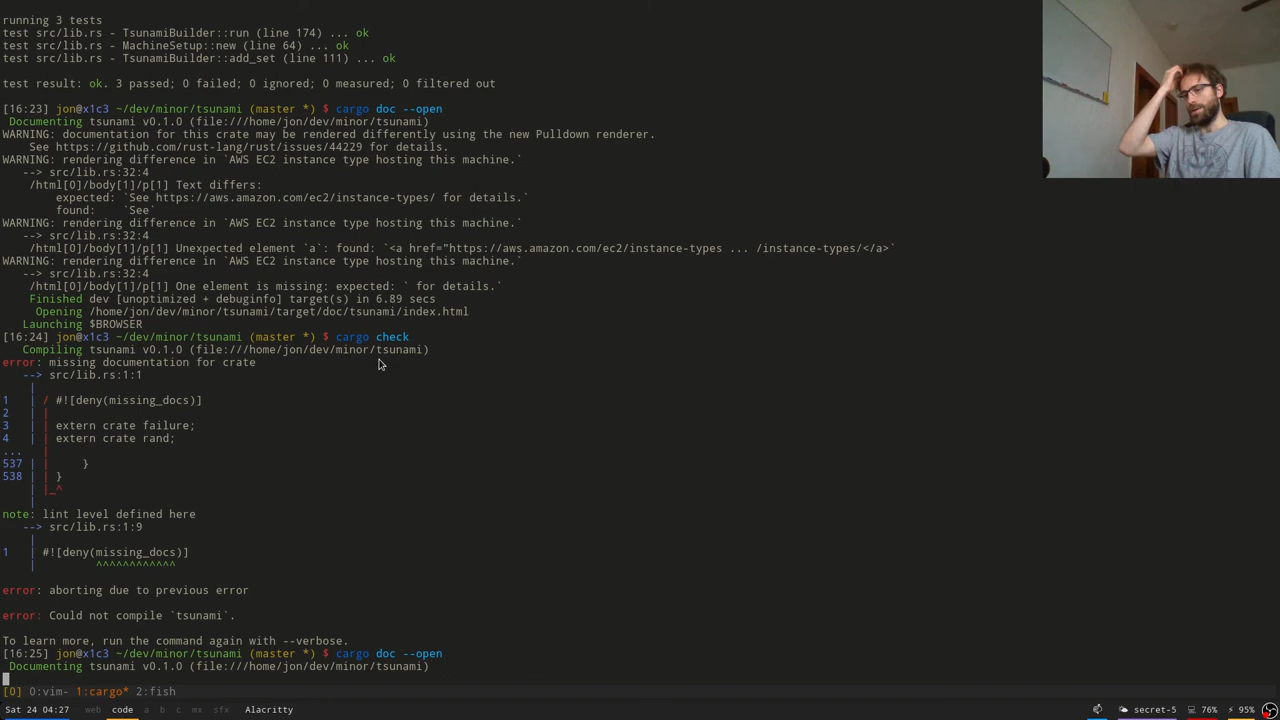 running 3 tests
test src/lib.rs - TsunamiBuilder::run (line 174) ... ok
test src/lib.rs - MachineSetup::new (line 64) ... ok
test src/lib.rs - TsunamiBuilder::add_set (line 111) ... ok
test result: ok. 3 passed; 0 failed; 0 ignored; 0 measured; 0 filtered out
[16:23] jon@x1c3 ~/dev/minor/tsunami (master *) $ cargo doc --open
Documenting tsunami v0.1.0 (file:///home/jon/dev/minor/tsunami)
WARNING: documentation for this crate may be rendered differently using the new Pulldown renderer.
See https://github.com/rust-lang/rust/issues/44229 for details.
WARNING: rendering difference in `AWS EC2 instance type hosting this machine.`
--> src/lib.rs:32:4
/html[0]/body[1]/p[1] Text differs:
expected: `See https://aws.amazon.com/ec2/instance-types/ for details.`
found: `See`
WARNING: rendering difference in `AWS EC2 instance type hosting this machine.`
--> src/lib.rs:32:4
/html[0]/body[1]/p[1] Unexpected element `a`: found: `<a href="https://aws.amazon.com/ec2/instance-types ... /instance-types/</a>`
WARNING: rendering difference in `AWS EC2 instance type hosting this machine.`
--> src/lib.rs:32:4
/html[0]/body[1]/p[1] One element is missing: expected: ` for details.`
Finished dev [unoptimized + debuginfo] target(s) in 6.89 secs
Opening /home/jon/dev/minor/tsunami/target/doc/tsunami/index.html
Launching $BROWSER
[16:24] jon@x1c3 ~/dev/minor/tsunami (master *) $ cargo check
Compiling tsunami v0.1.0 (file:///home/jon/dev/minor/tsunami)
error: missing documentation for crate
--> src/lib.rs:1:1
|
1 | / #![deny(missing_docs)]
2 | |
3 | | extern crate failure;
4 | | extern crate rand;
... |
537 | | }
538 | | }
| |_^
|
note: lint level defined here
--> src/lib.rs:1:9
|
1 | #![deny(missing_docs)]
| ^^^^^^^^^^^^
error: aborting due to previous error
error: Could not compile `tsunami`.
To learn more, run the command again with --verbose.
[16:25] jon@x1c3 ~/dev/minor/tsunami (master *) $ cargo doc --open
Documenting tsunami v0.1.0 (file:///home/jon/dev/minor/tsunami)
[0] 0:vim- 1:cargo* 2:fish
Sat 24 04:27 web code a b c mx sfx Alacritty secret-5 76% 95%